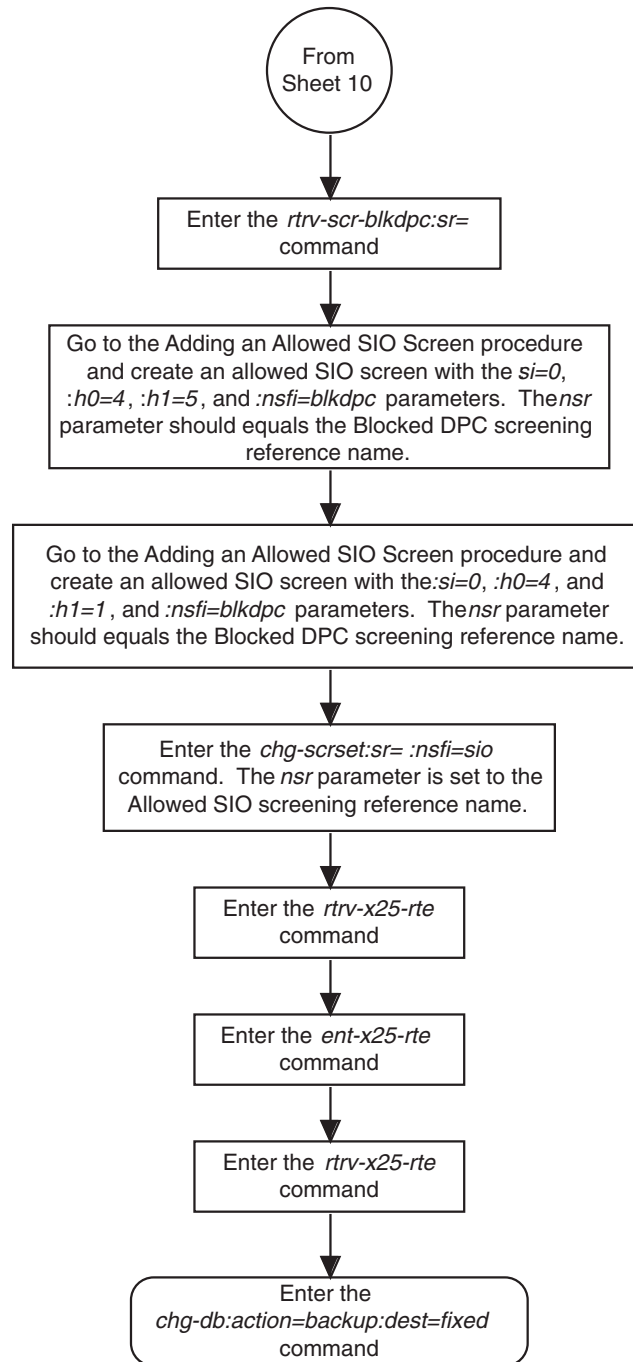 From
Sheet 10
Enter the rtrv-scr-blkdpc:sr=
command
Go to the Adding an Allowed SIO Screen procedure
and create an allowed SIO screen with the si=0,
:h0=4, :h1=5, and :nsfi=blkdpc parameters. The nsr
parameter should equals the Blocked DPC screening
reference name.
Go to the Adding an Allowed SIO Screen procedure and
create an allowed SIO screen with the :si=0, :h0=4, and
:h1=1, and :nsfi=blkdpc parameters. The nsr parameter
should equals the Blocked DPC screening reference name.
Enter the chg-scrset:sr= :nsfi=sio
command. The nsr parameter is set to the
Allowed SIO screening reference name.
Enter the rtrv-x25-rte
command
Enter the ent-x25-rte
command
Enter the rtrv-x25-rte
command
Enter the
chg-db:action=backup:dest=fixed
command